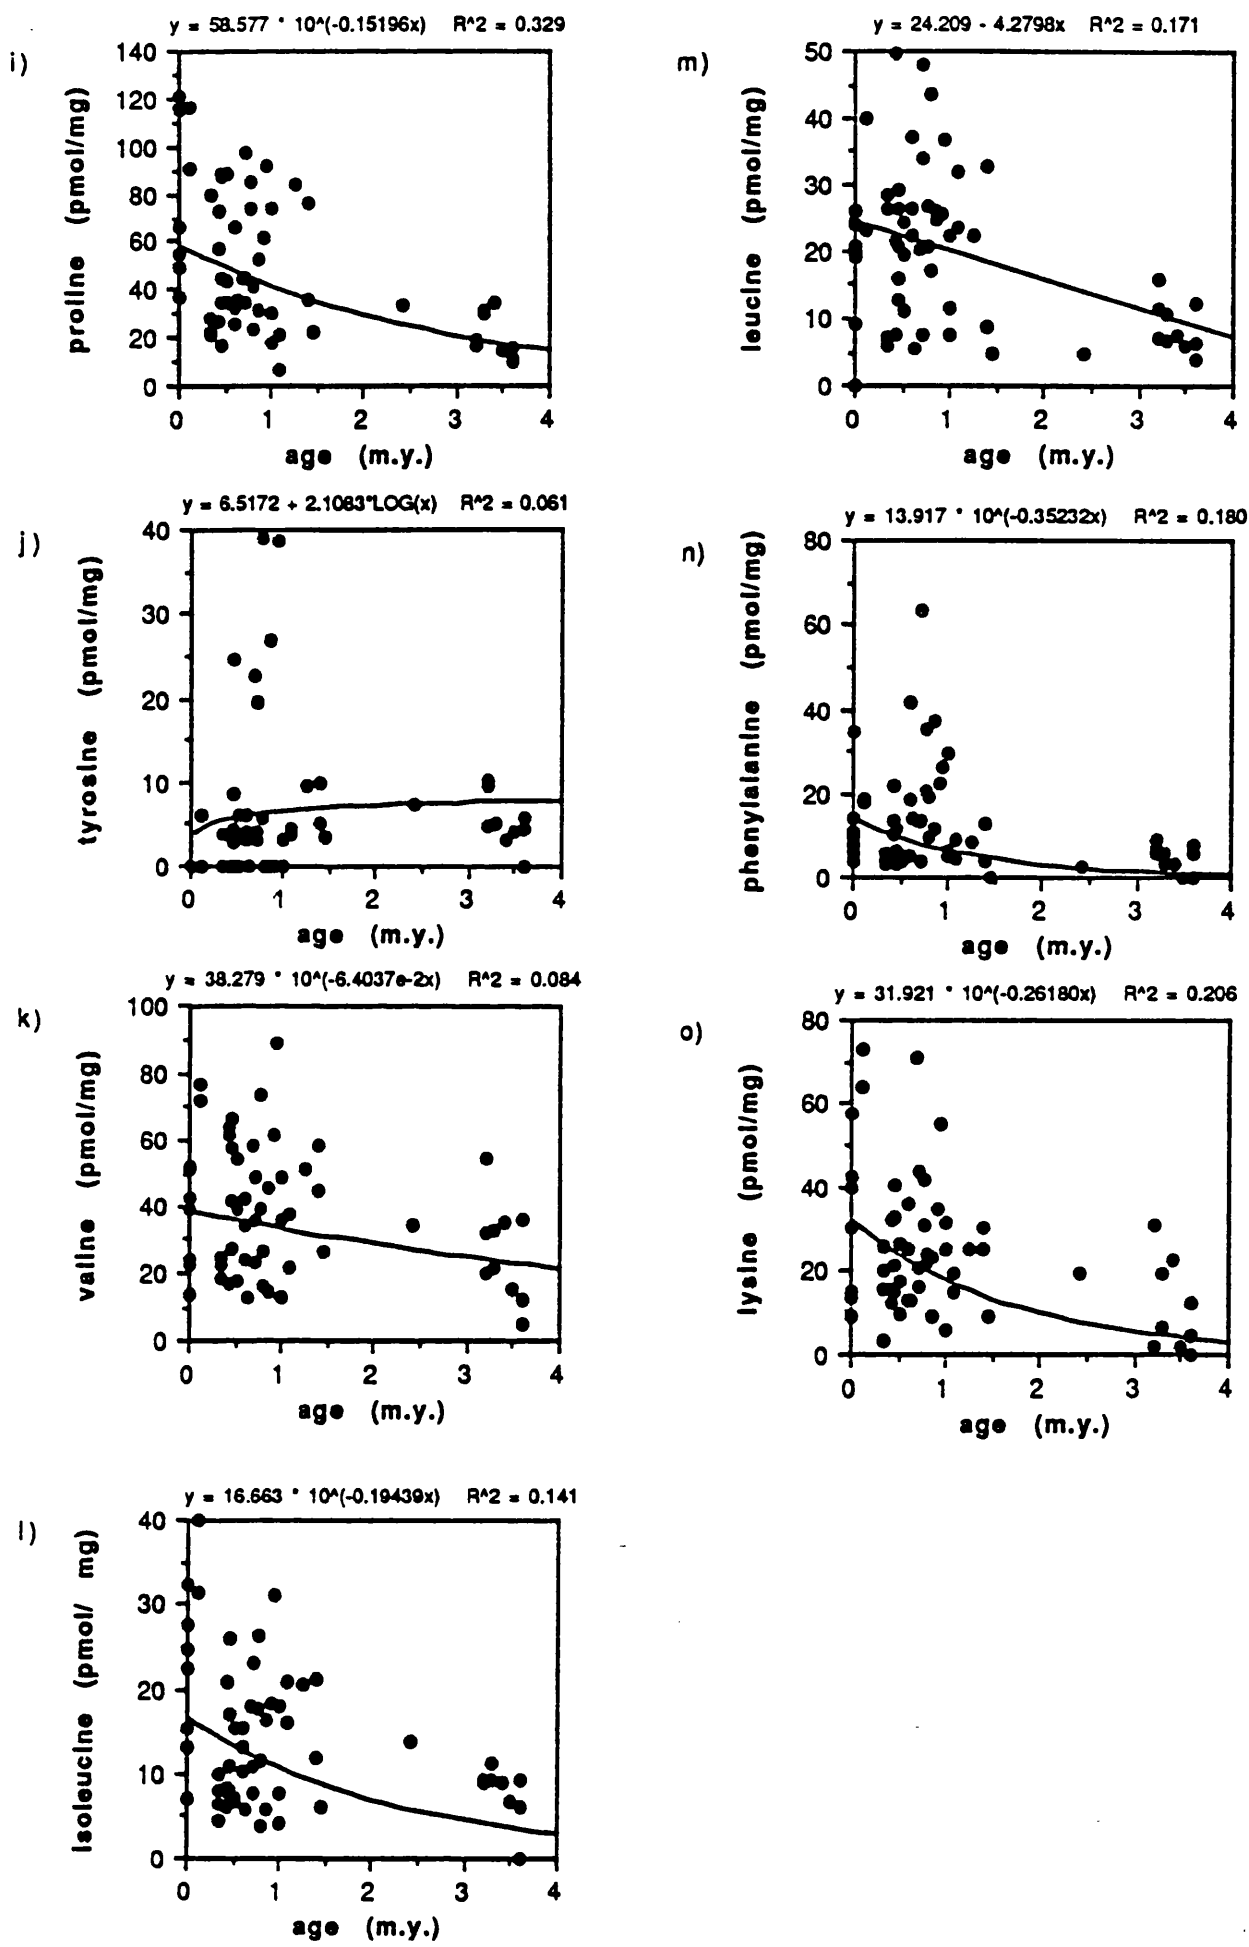 y = 58.577 * 10^(-0.15196x) R^2 = 0.329
i)
140
120
100
80
60
40
20
0
proline (pmol/mg)
0 1 2 3 4
age (m.y.)
y = 24.209 - 4.2798x R^2 = 0.171
m)
50
40
30
20
10
0
leucine (pmol/mg)
0 1 2 3 4
age (m.y.)
y = 6.5172 + 2.1083*LOG(x) R^2 = 0.061
j)
40
30
20
10
0
tyrosine (pmol/mg)
0 1 2 3 4
age (m.y.)
y = 13.917 * 10^(-0.35232x) R^2 = 0.180
n)
80
60
40
20
0
phenylalanine (pmol/mg)
0 1 2 3 4
age (m.y.)
y = 38.279 * 10^(-6.4037e-2x) R^2 = 0.084
k)
100
80
60
40
20
0
valine (pmol/mg)
0 1 2 3 4
age (m.y.)
y = 31.921 * 10^(-0.26180x) R^2 = 0.206
o)
80
60
40
20
0
lysine (pmol/mg)
0 1 2 3 4
age (m.y.)
y = 16.663 * 10^(-0.19439x) R^2 = 0.141
l)
40
30
20
10
0
isoleucine (pmol/ mg)
0 1 2 3 4
age (m.y.)